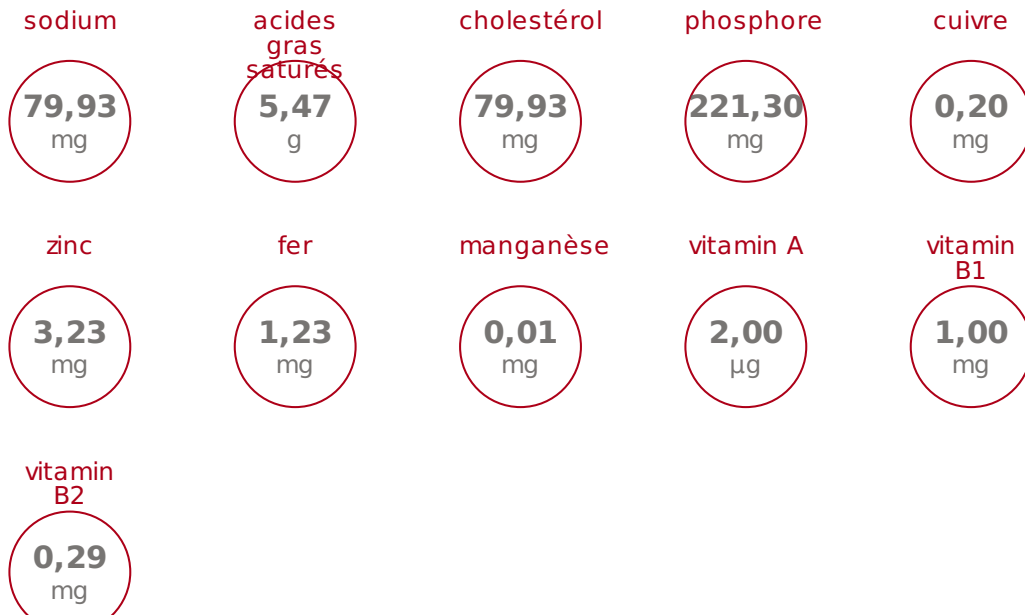 sodium
79,93
mg
acides
gras
saturés
5,47
g
cholestérol
79,93
mg
phosphore
221,30
mg
cuivre
0,20
mg
zinc
3,23
mg
fer
1,23
mg
manganèse
0,01
mg
vitamin A
2,00
µg
vitamin
B1
1,00
mg
vitamin
B2
0,29
mg